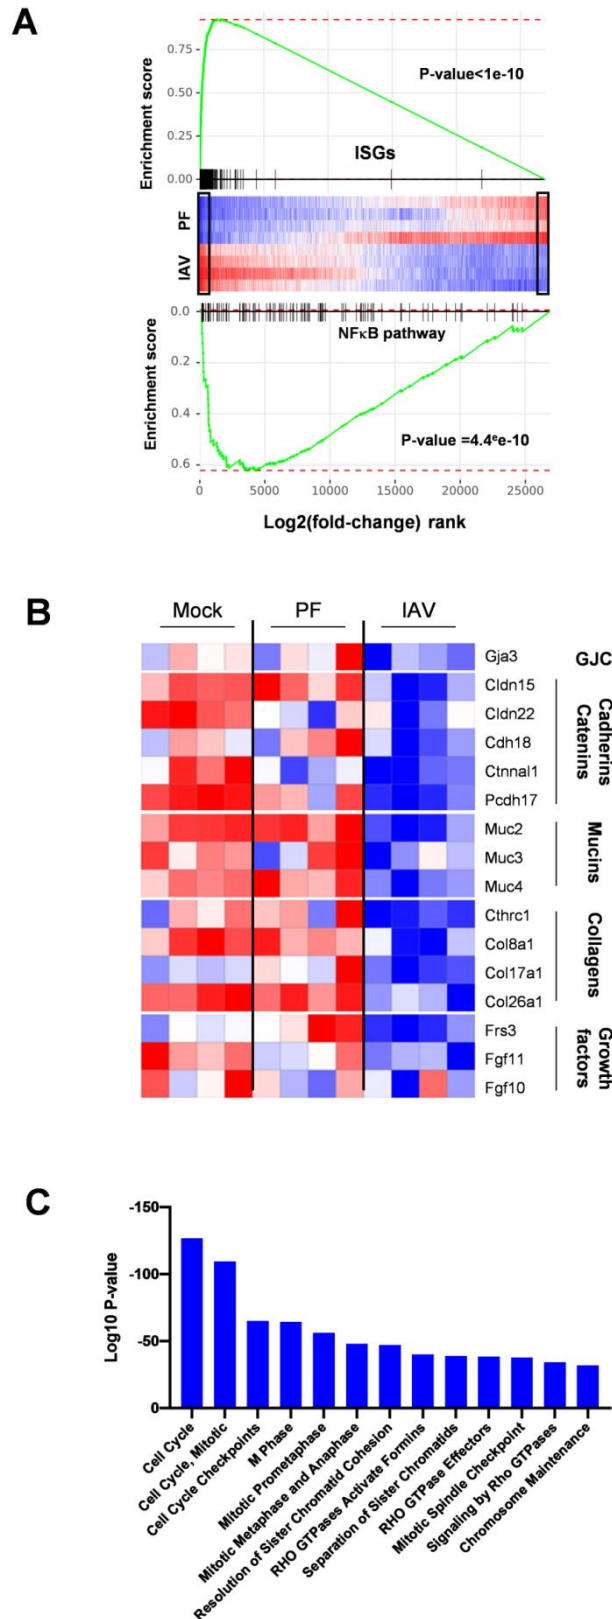 A
Enrichment score
0.75
0.50
0.25
0.00
P-value<1e-10
ISGs
PF
IAV
Enrichment score
0.0
0.2
0.4
0.6
NFκB pathway
P-value =4.4ᵉe-10
0
5000
10000
15000
20000
25000
Log2(fold-change) rank
B
Mock
PF
IAV
Gja3
GJC
Cldn15
Cldn22
Cdh18
Ctnnal1
Pcdh17
Cadherins
Catenins
Muc2
Muc3
Muc4
Mucins
Cthrc1
Col8a1
Col17a1
Col26a1
Collagens
Frs3
Fgf11
Fgf10
Growth
factors
C
Log10 P-value
-150
-100
-50
0
Cell Cycle
Cell Cycle, Mitotic
Cell Cycle Checkpoints
M Phase
Mitotic Prometaphase
Mitotic Metaphase and Anaphase
Resolution of Sister Chromatid Cohesion
RHO GTPases Activate Formins
Separation of Sister Chromatids
RHO GTPase Effectors
Mitotic Spindle Checkpoint
Signaling by Rho GTPases
Chromosome Maintenance